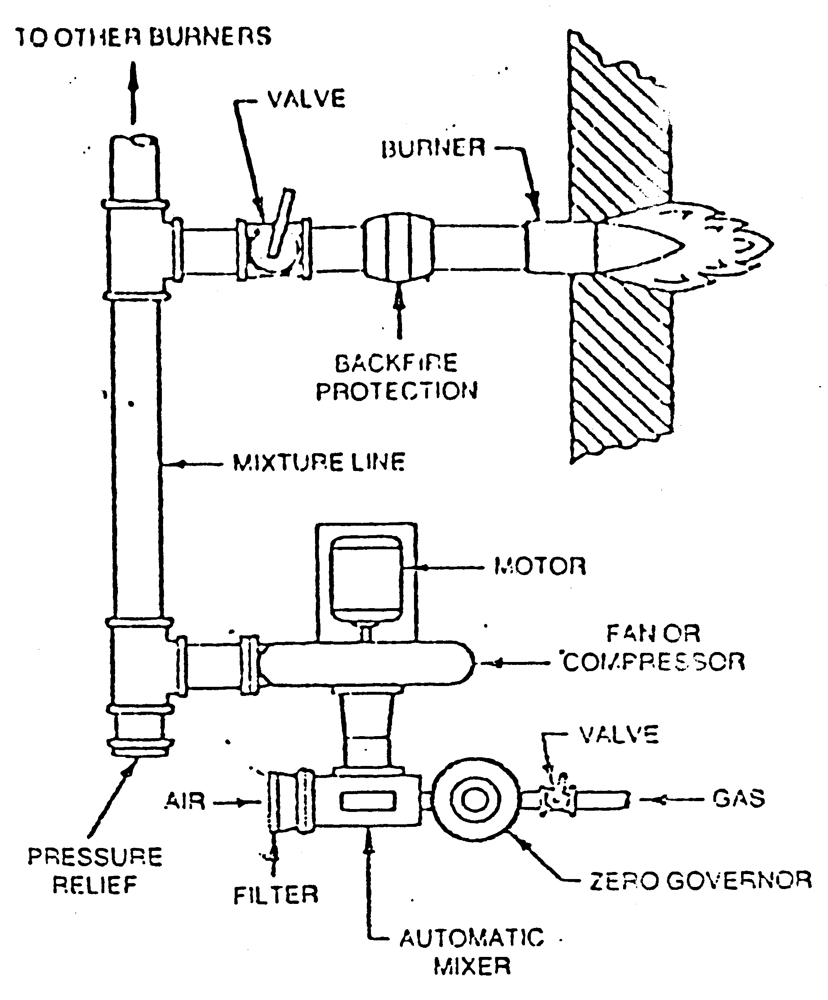 TO OTHER BURNERS
VALVE
BURNER
BACKFIRE
PROTECTION
MIXTURE LINE
MOTOR
FAN OR
COMPRESSOR
VALVE
AIR
GAS
PRESSURE
RELIEF
FILTER
ZERO GOVERNOR
AUTOMATIC
MIXER